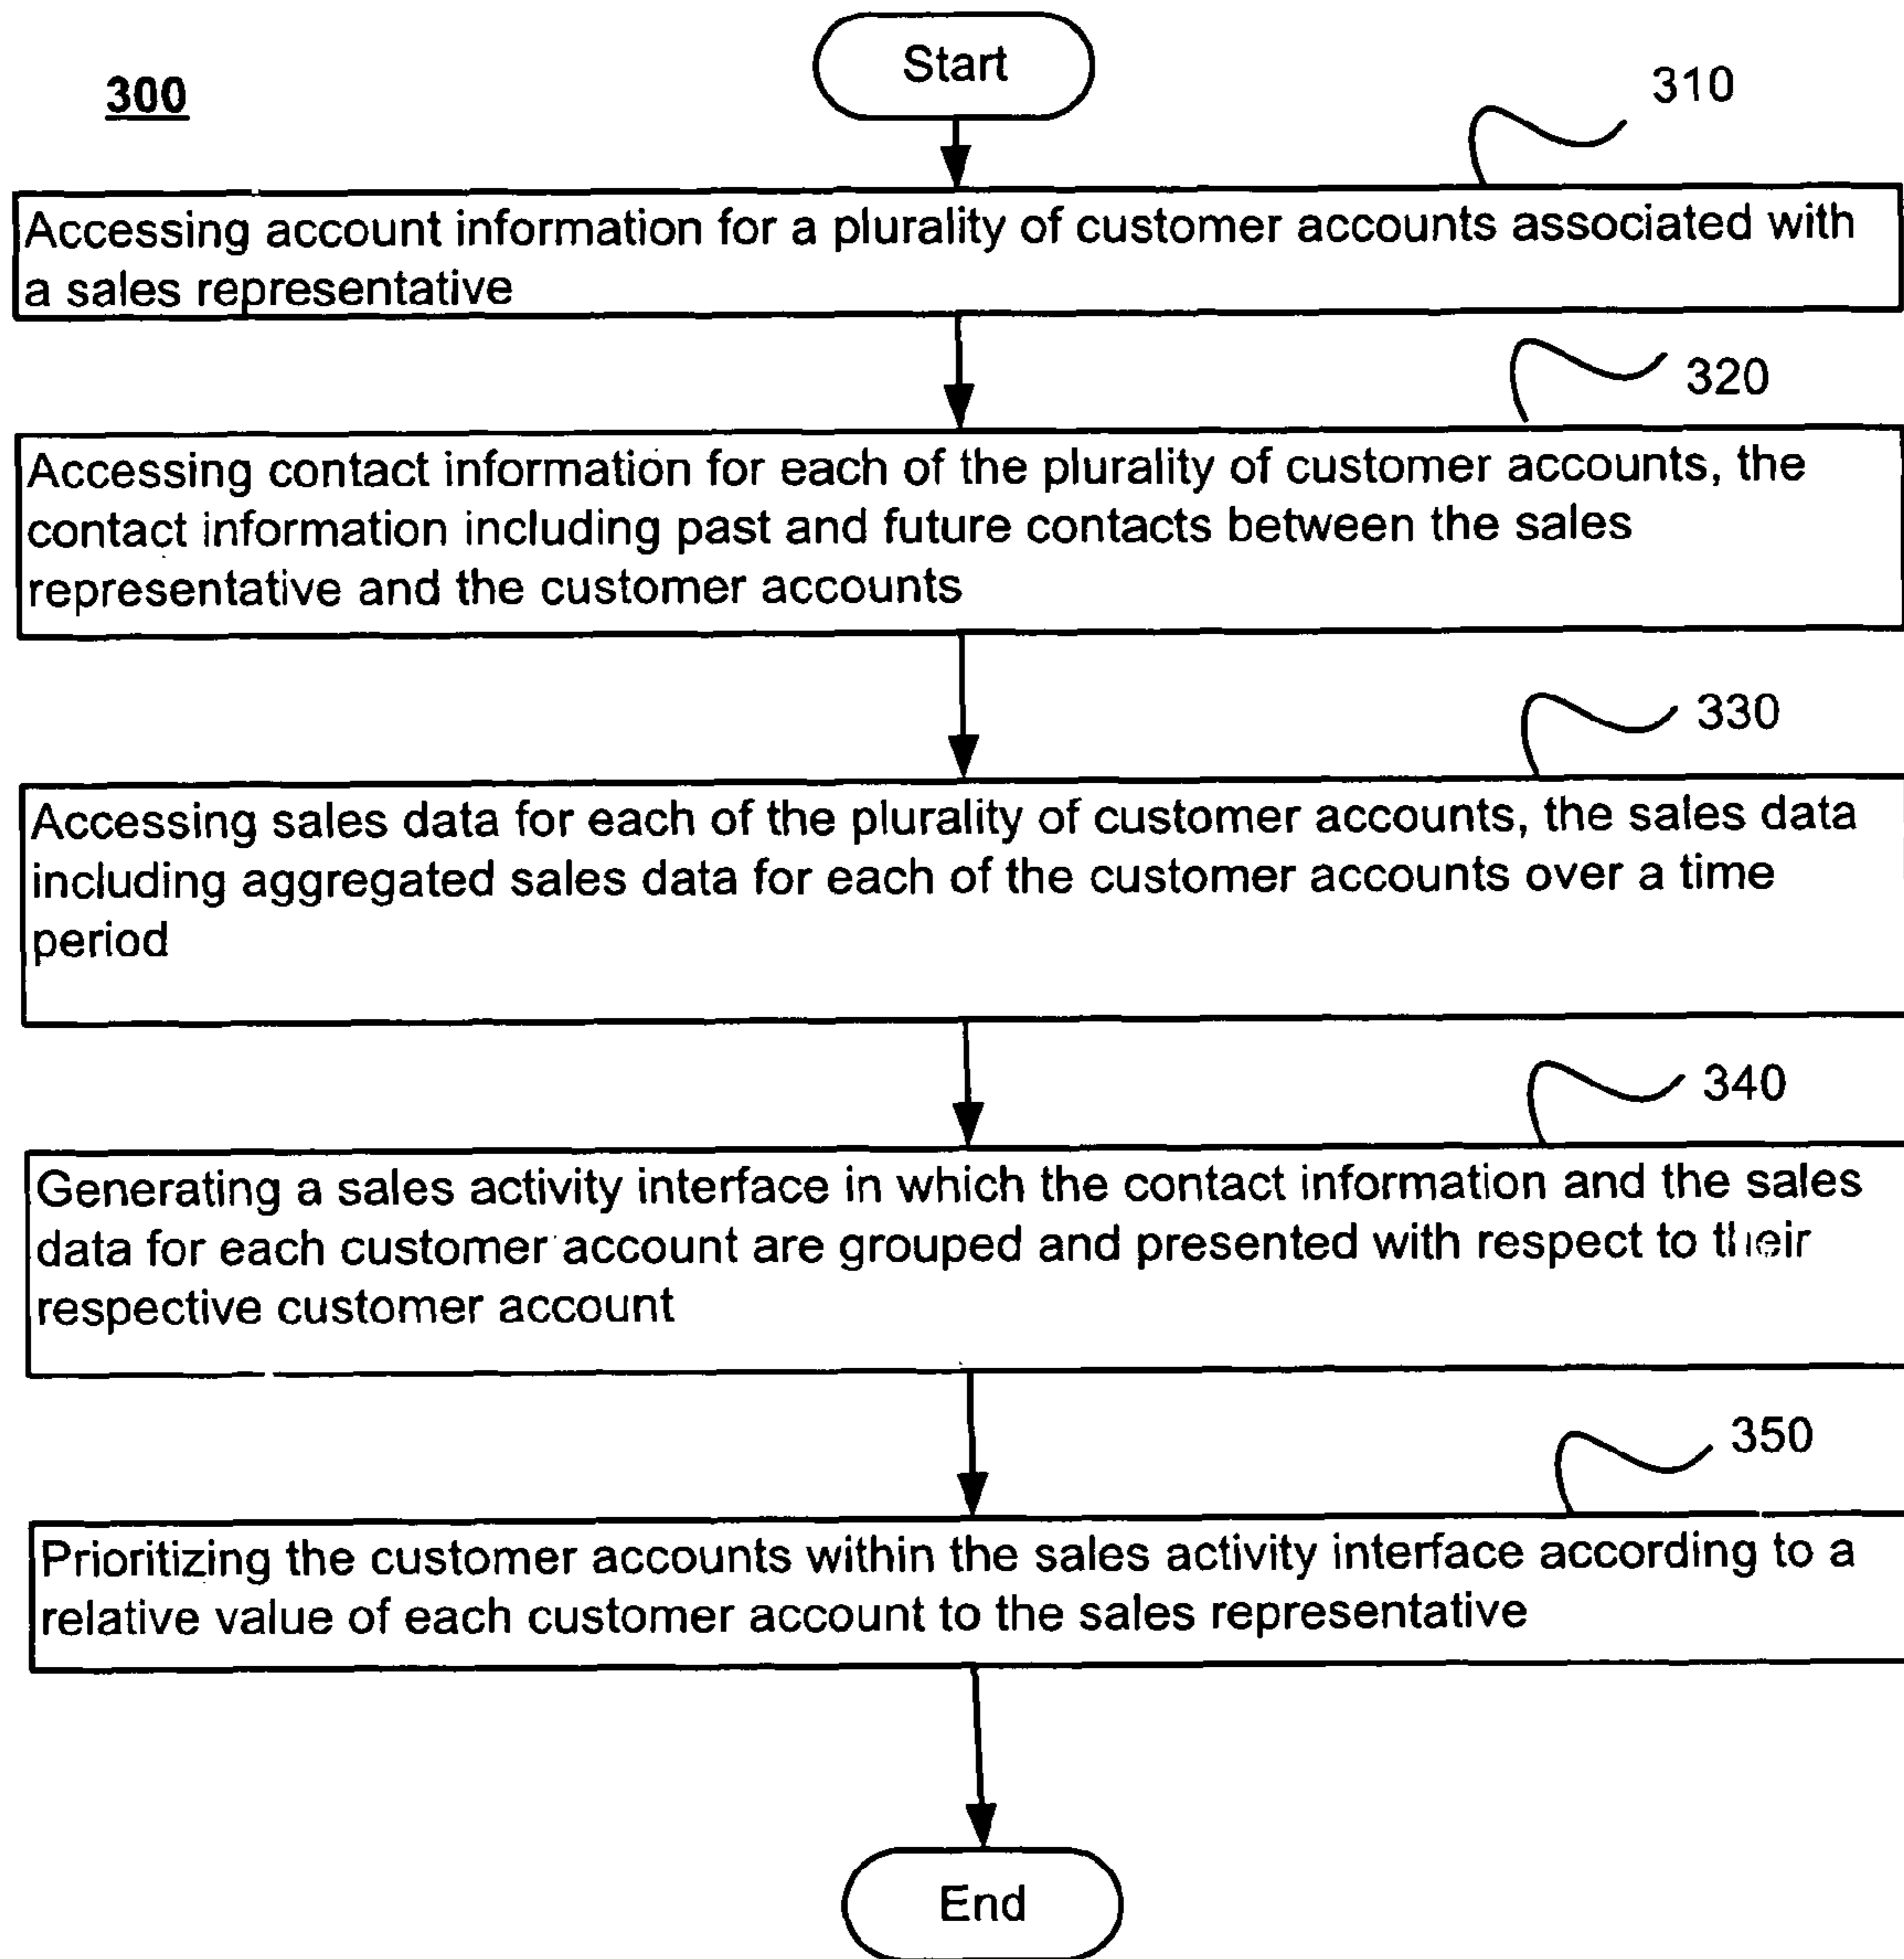 Start
300
310
Accessing account information for a plurality of customer accounts associated with
a sales representative
320
Accessing contact information for each of the plurality of customer accounts, the
contact information including past and future contacts between the sales
representative and the customer accounts
330
Accessing sales data for each of the plurality of customer accounts, the sales data
including aggregated sales data for each of the customer accounts over a time
period
340
Generating a sales activity interface in which the contact information and the sales
data for each customer account are grouped and presented with respect to their
respective customer account
350
Prioritizing the customer accounts within the sales activity interface according to a
relative value of each customer account to the sales representative
End